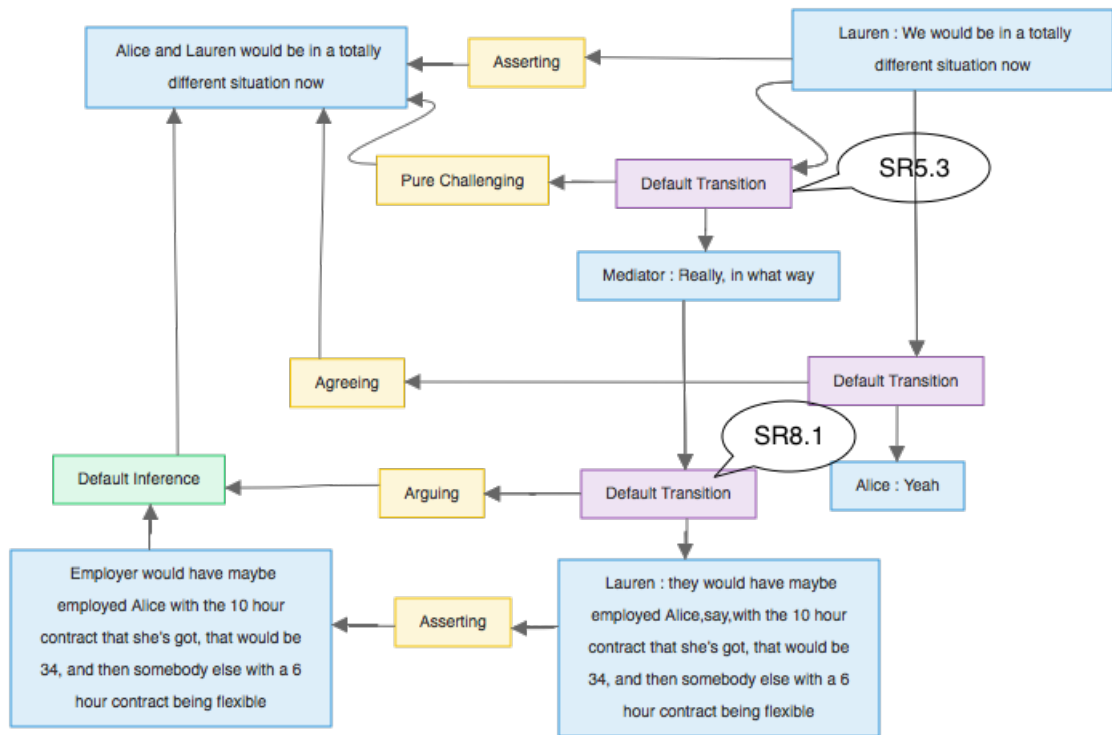 Alice and Lauren would be in a totally
different situation now
Asserting
Lauren : We would be in a totally
different situation now
Pure Challenging
Default Transition
SR5.3
Mediator : Really, in what way
Agreeing
Default Transition
SR8.1
Default Inference
Arguing
Default Transition
Alice : Yeah
Employer would have maybe
employed Alice with the 10 hour
contract that she's got, that would be
34, and then somebody else with a 6
hour contract being flexible
Asserting
Lauren : they would have maybe
employed Alice,say,with the 10 hour
contract that she's got, that would be
34, and then somebody else with a 6
hour contract being flexible